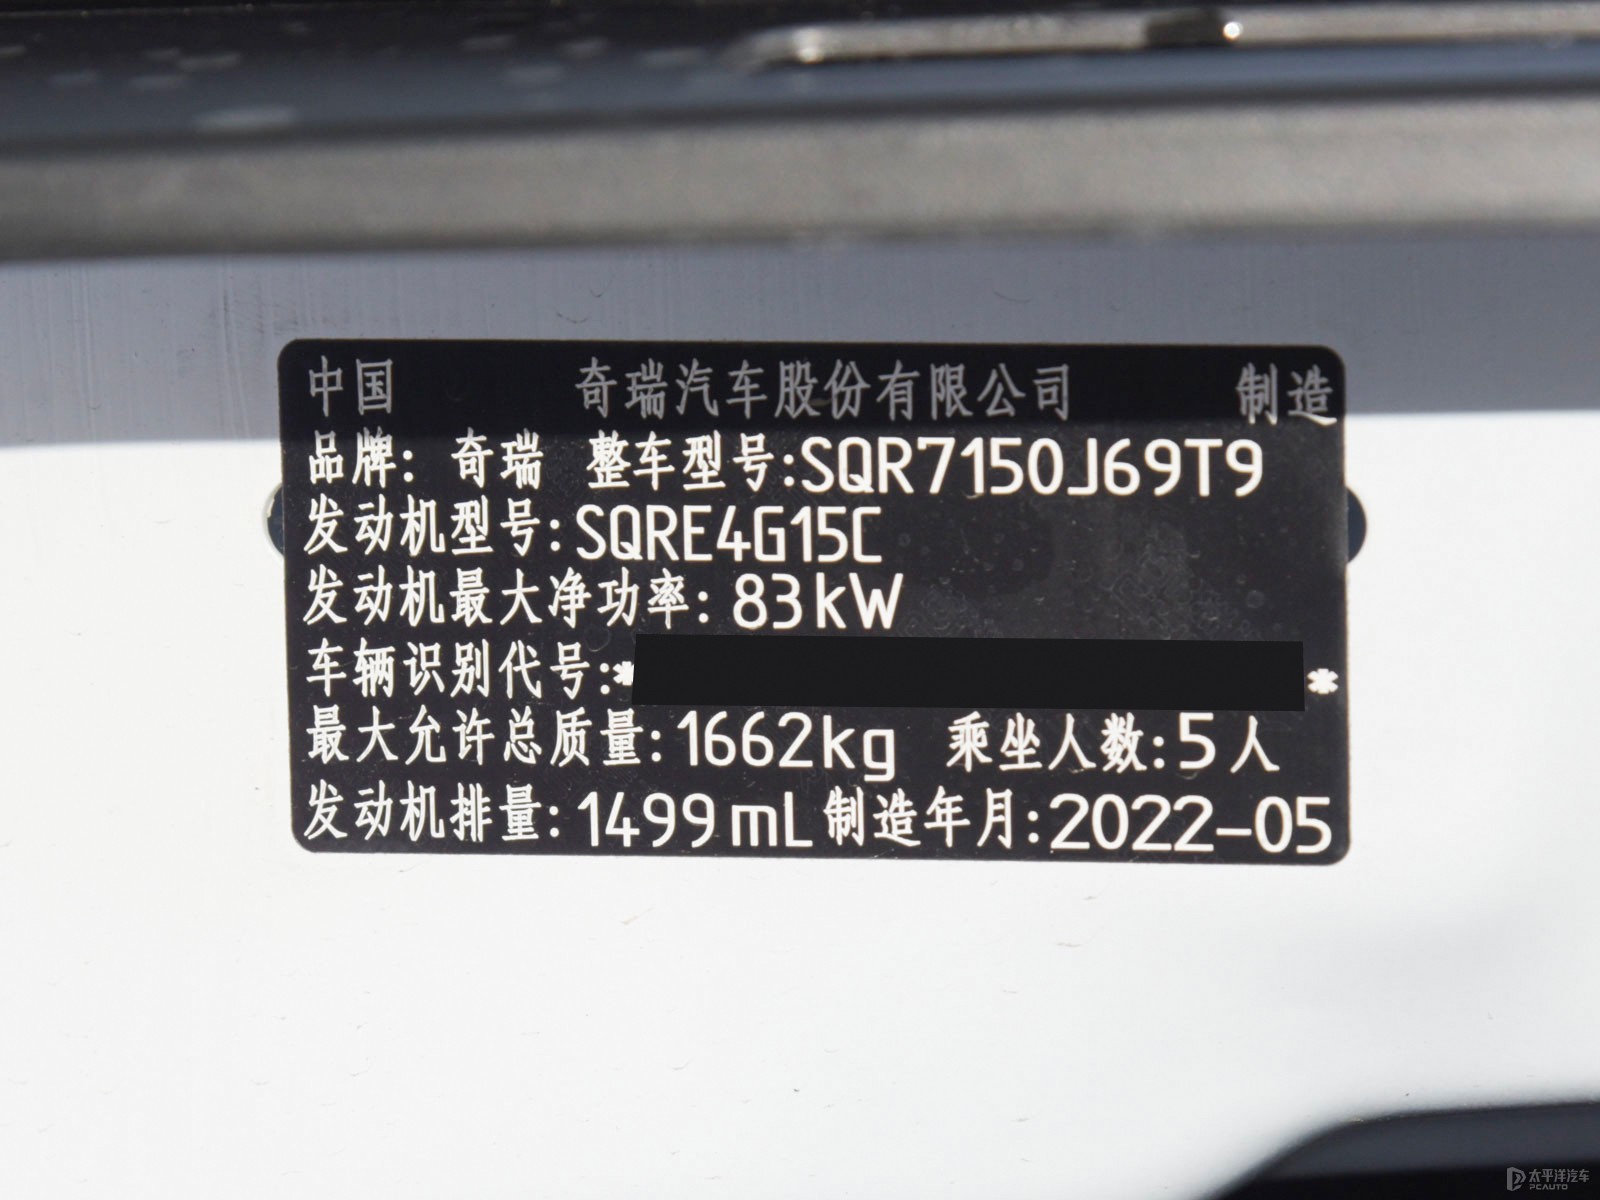 中国 奇瑞汽车股份有限公司 制造
品牌: 奇瑞 整车型号:SQR7150J69T9
发动机型号:SQRE4G15C
发动机最大净功率: 83kW
车辆识别代号:* *
最大允许总质量:1662kg 乘坐人数:5人
发动机排量:1499mL 制造年月:2022-05
太平洋汽车
PCAUTO